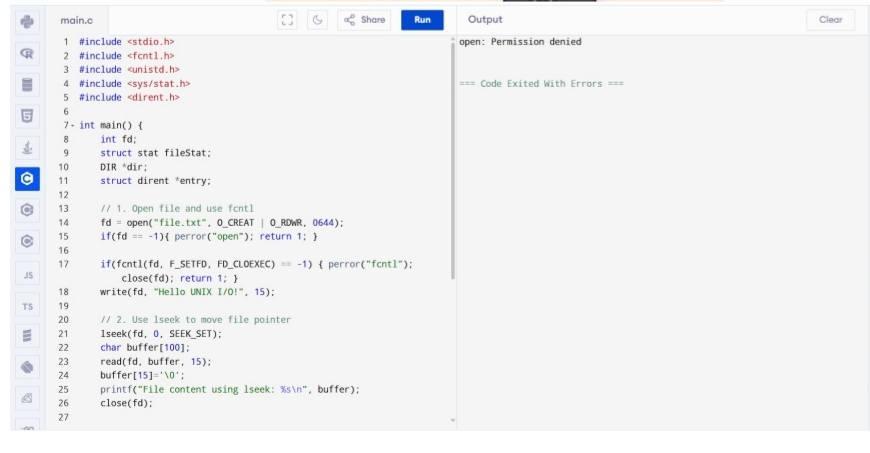 main.c
Share
Run
Output
Clear
1 #include <stdio.h>
2 #include <fcntl.h>
3 #include <unistd.h>
4 #include <sys/stat.h>
5 #include <dirent.h>
6
7 int main() {
8 int fd;
9 struct stat fileStat;
10 DIR *dir;
11 struct dirent *entry;
12
13 // 1. Open file and use fcntl
14 fd = open("file.txt", O_CREAT | O_RDWR, 0644);
15 if(fd == -1){ perror("open"); return 1; }
16
17 if(fcntl(fd, F_SETFD, FD_CLOEXEC) == -1) { perror("fcntl");
close(fd); return 1; }
18 write(fd, "Hello UNIX I/O!", 15);
19
20 // 2. Use lseek to move file pointer
21 lseek(fd, 0, SEEK_SET);
22 char buffer[100];
23 read(fd, buffer, 15);
24 buffer[15]='\0';
25 printf("File content using lseek: %s\n", buffer);
26 close(fd);
27
open: Permission denied
=== Code Exited With Errors ===
JS
TS